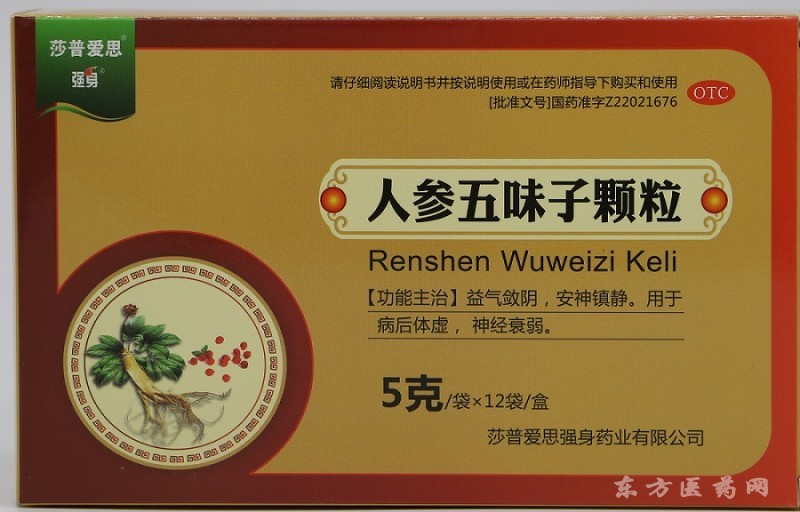 莎普爱思®
强身®
请仔细阅读说明书并按说明使用或在药师指导下购买和使用
[批准文号]国药准字Z22021676
OTC
人参五味子颗粒
Renshen Wuweizi Keli
【功能主治】益气敛阴，安神镇静。用于
病后体虚，神经衰弱。
5克/袋×12袋/盒
莎普爱思强身药业有限公司
东方医药网